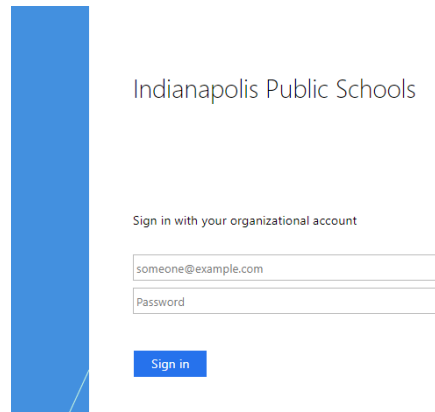 Indianapolis Public Schools
Sign in with your organizational account
someone@example.com
Password
Sign in